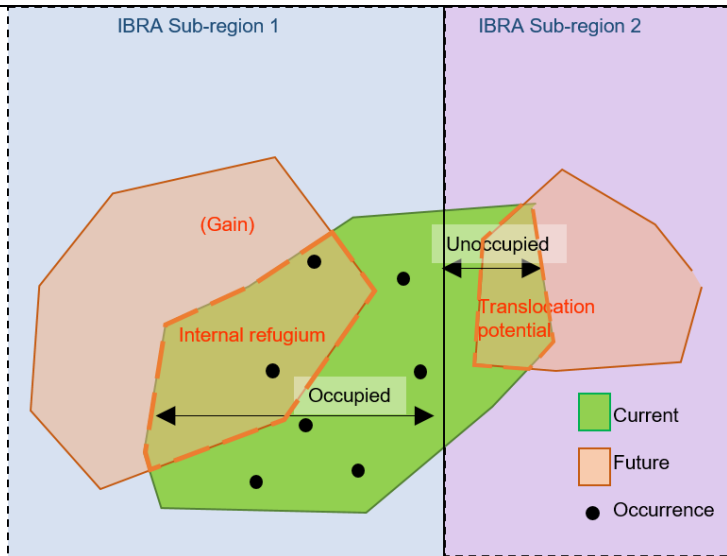 IBRA Sub-region 1
IBRA Sub-region 2
(Gain)
Unoccupied
Translocation
potential
Internal refugium
Occupied
Current
Future
Occurrence